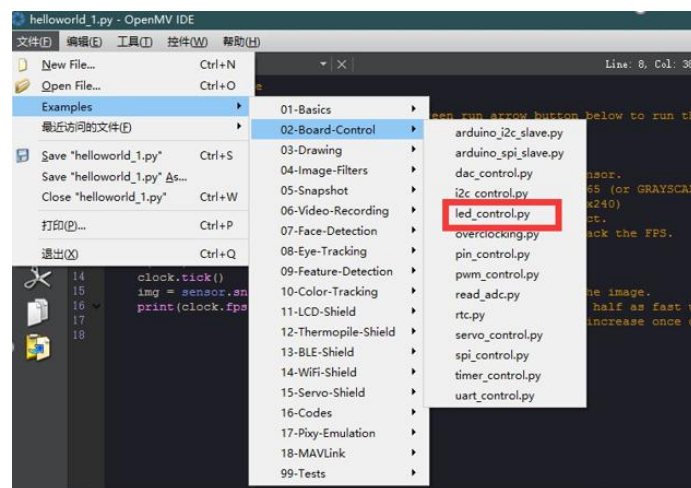 helloworld_1.py - OpenMV IDE
文件(F) 编辑(E) 工具(T) 控件(W) 帮助(H)
New File... Ctrl+N
Line: 8, Col: 38
Open File... Ctrl+O
Examples
最近访问的文件(F)
Save "helloworld_1.py" Ctrl+S
Save "helloworld_1.py" As...
Close "helloworld_1.py" Ctrl+W
打印(P)... Ctrl+P
退出(X) Ctrl+Q
01-Basics
02-Board-Control
03-Drawing
04-Image-Filters
05-Snapshot
06-Video-Recording
07-Face-Detection
08-Eye-Tracking
09-Feature-Detection
10-Color-Tracking
11-LCD-Shield
12-Thermopile-Shield
13-BLE-Shield
14-WiFi-Shield
15-Servo-Shield
16-Codes
17-Pixy-Emulation
18-MAVLink
99-Tests
arduino_i2c_slave.py
arduino_spi_slave.py
dac_control.py
i2c control.py
led_control.py
overclocking.py
pin_control.py
pwm_control.py
read_adc.py
rtc.py
servo_control.py
spi_control.py
timer_control.py
uart_control.py
een run arrow button below to run th
nsor.
65 (or GRAYSCA
x240)
ct.
ack the FPS.
14 clock.tick()
15 img = sensor.sn
he image.
16 print(clock.fps
half as fast
17
increase once
18